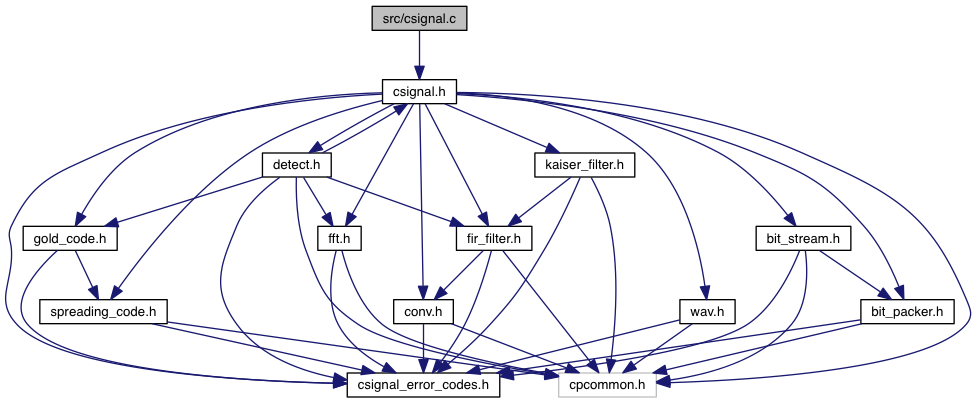 src/csignal.c
csignal.h
detect.h
kaiser_filter.h
gold_code.h
fft.h
fir_filter.h
bit_stream.h
spreading_code.h
conv.h
wav.h
bit_packer.h
csignal_error_codes.h
cpcommon.h